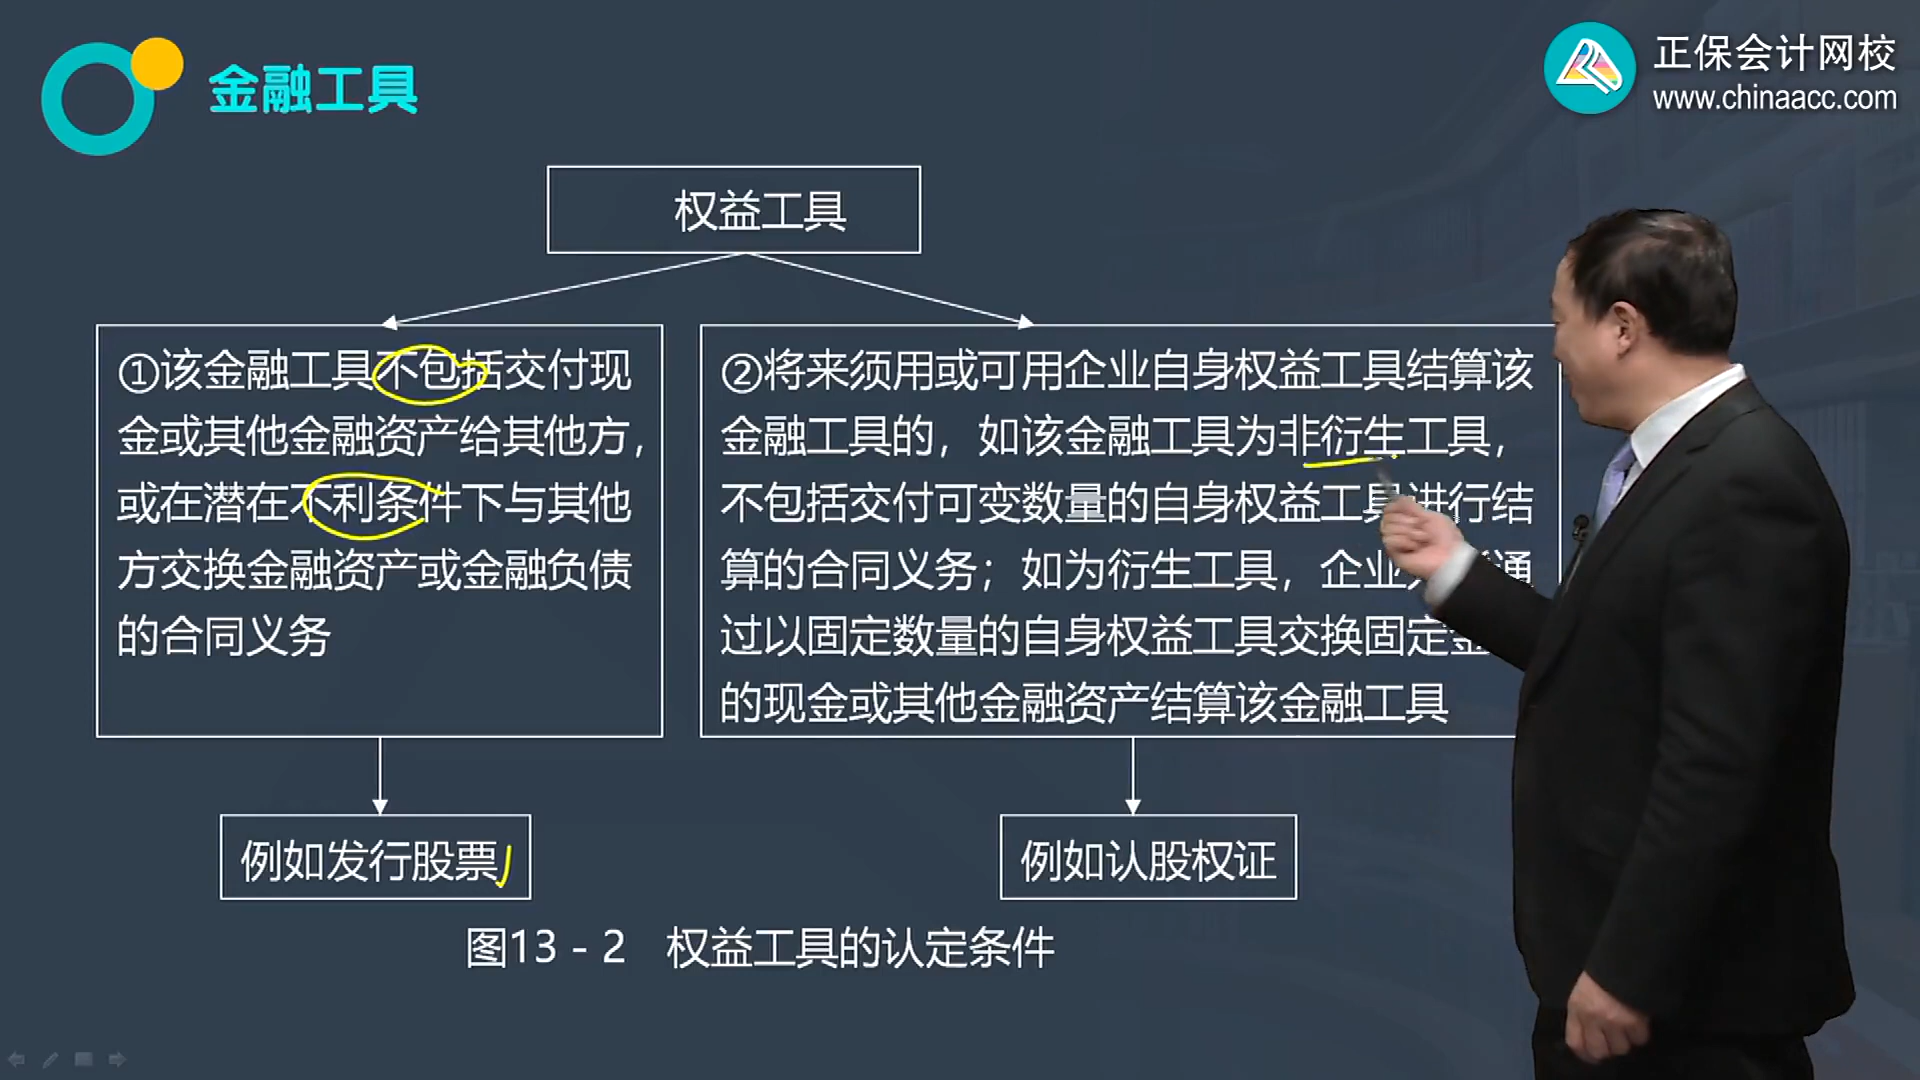 金融工具
正保会计网校
www.chinaacc.com
权益工具
①该金融工具不包括交付现
金或其他金融资产给其他方，
或在潜在不利条件下与其他
方交换金融资产或金融负债
的合同义务
②将来须用或可用企业自身权益工具结算该
金融工具的，如该金融工具为非衍生工具，
不包括交付可变数量的自身权益工具进行结
算的合同义务；如为衍生工具，企业 通
过以固定数量的自身权益工具交换固定金
的现金或其他金融资产结算该金融工具
例如发行股票
例如认股权证
图13－2 权益工具的认定条件